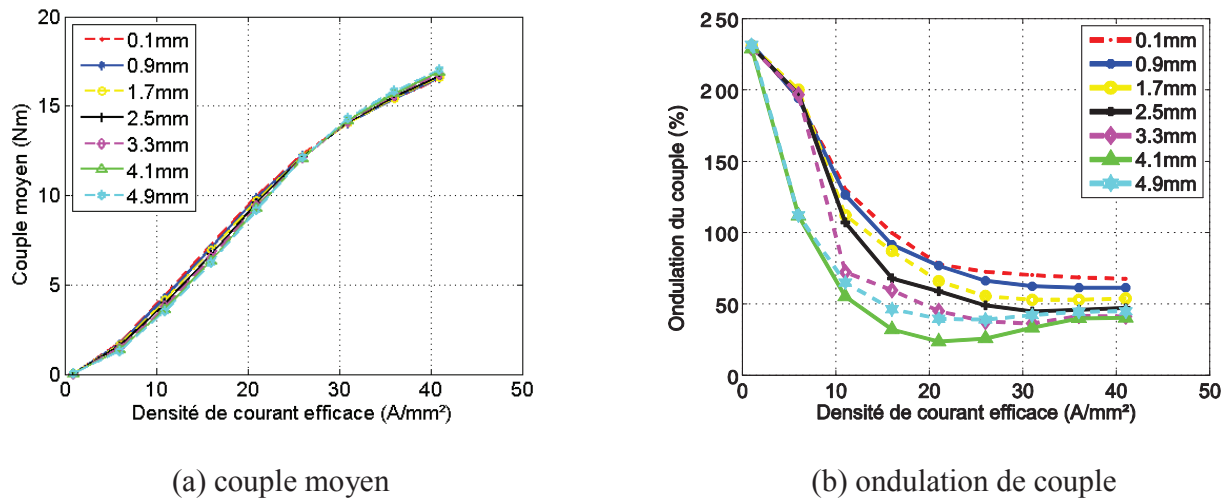 20
15
10
5
0
0 10 20 30 40 50
Couple moyen (Nm)
Densité de courant efficace (A/mm²)
0.1mm
0.9mm
1.7mm
2.5mm
3.3mm
4.1mm
4.9mm
(a) couple moyen
250
200
150
100
50
0
0 10 20 30 40 50
Ondulation du couple (%)
Densité de courant efficace (A/mm²)
0.1mm
0.9mm
1.7mm
2.5mm
3.3mm
4.1mm
4.9mm
(b) ondulation de couple